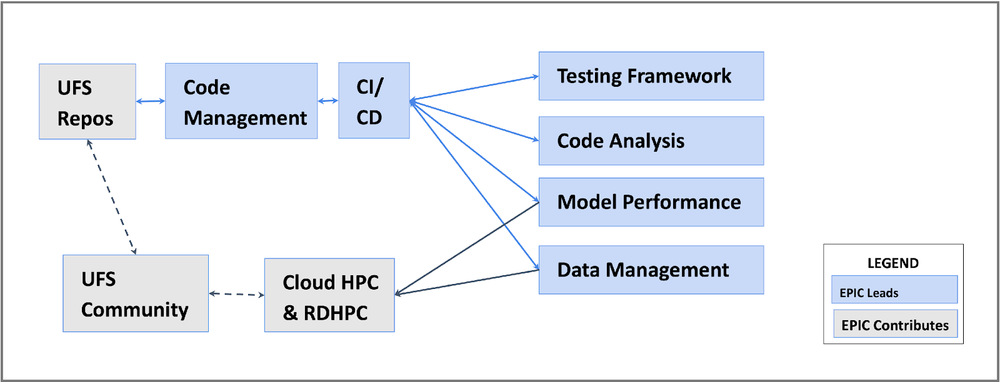 UFS
Repos
Code
Management
CI/
CD
Testing Framework
Code Analysis
Model Performance
Data Management
UFS
Community
Cloud HPC
& RDHPC
LEGEND
EPIC Leads
EPIC Contributes